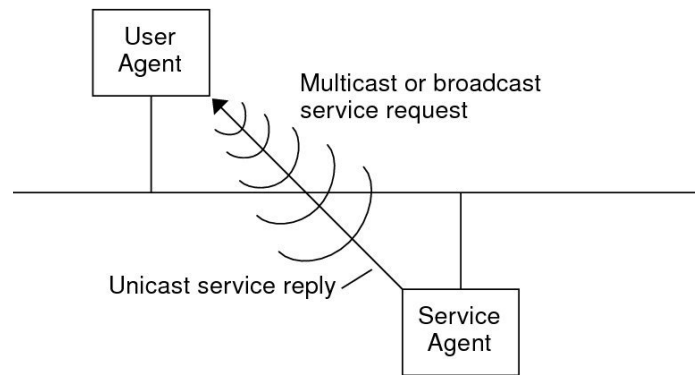 User
Agent
Multicast or broadcast
service request
Unicast service reply
Service
Agent